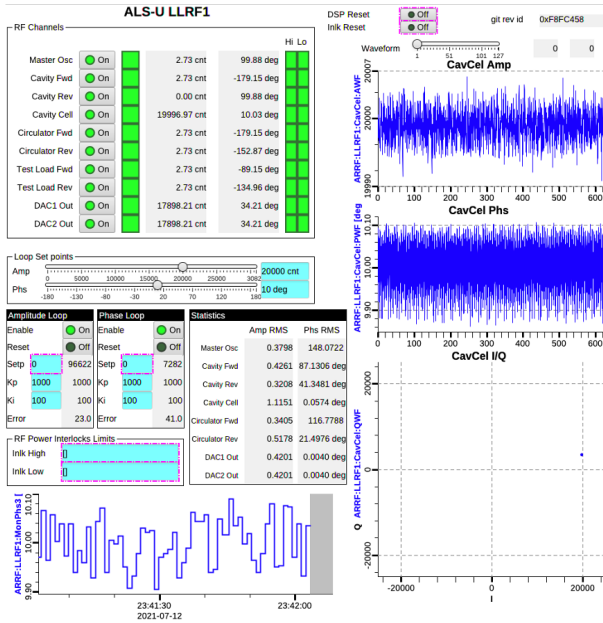 ALS-U LLRF1
RF Channels
Hi Lo
Master Osc On 2.73 cnt 99.88 deg
Cavity Fwd On 2.73 cnt -179.15 deg
Cavity Rev On 0.00 cnt 99.88 deg
Cavity Cell On 19996.97 cnt 10.03 deg
Circulator Fwd On 2.73 cnt -179.15 deg
Circulator Rev On 2.73 cnt -152.87 deg
Test Load Fwd On 2.73 cnt -89.15 deg
Test Load Rev On 2.73 cnt -134.96 deg
DAC1 Out On 17898.21 cnt 34.21 deg
DAC2 Out On 17898.21 cnt 34.21 deg
Loop Set points
Amp 20000 cnt
0 5000 10000 15000 20000 25000 3082
Phs 10 deg
-180 -130 -80 -30 20 70 120 180
Amplitude Loop
Enable On
Reset Off
Setp 0 96622
Kp 1000 1000
Ki 100 100
Error 23.0
Phase Loop
Enable On
Reset Off
Setp 0 7282
Kp 1000 1000
Ki 100 100
Error 41.0
Statistics
Amp RMS Phs RMS
Master Osc 0.3798 148.0722
Cavity Fwd 0.4261 87.1306 deg
Cavity Rev 0.3208 41.3481 deg
Cavity Cell 1.1151 0.0574 deg
Circulator Fwd 0.3405 116.7788
Circulator Rev 0.5178 21.4976 deg
DAC1 Out 0.4201 0.0040 deg
DAC2 Out 0.4201 0.0040 deg
RF Power Interlocks Limits
Inlk High []
Inlk Low []
ARRF:LLRF1:MonPhs3 [
10.10
10.00
9.90
23:41:30 23:42:00
2021-07-12
DSP Reset Off git rev id 0xF8FC458
Inlk Reset Off
Waveform 0 0
1 51 101 127
CavCel Amp
ARRF:LLRF1:CavCel:AWF
20007
20000
19990
0 100 200 300 400 500 600
CavCel Phs
ARRF:LLRF1:CavCel:PWF [deg
10.10
10.00
9.90
0 100 200 300 400 500 600
CavCel I/Q
Q ARRF:LLRF1:CavCel:QWF
20000
0
-20000
-20000 0 20000
I